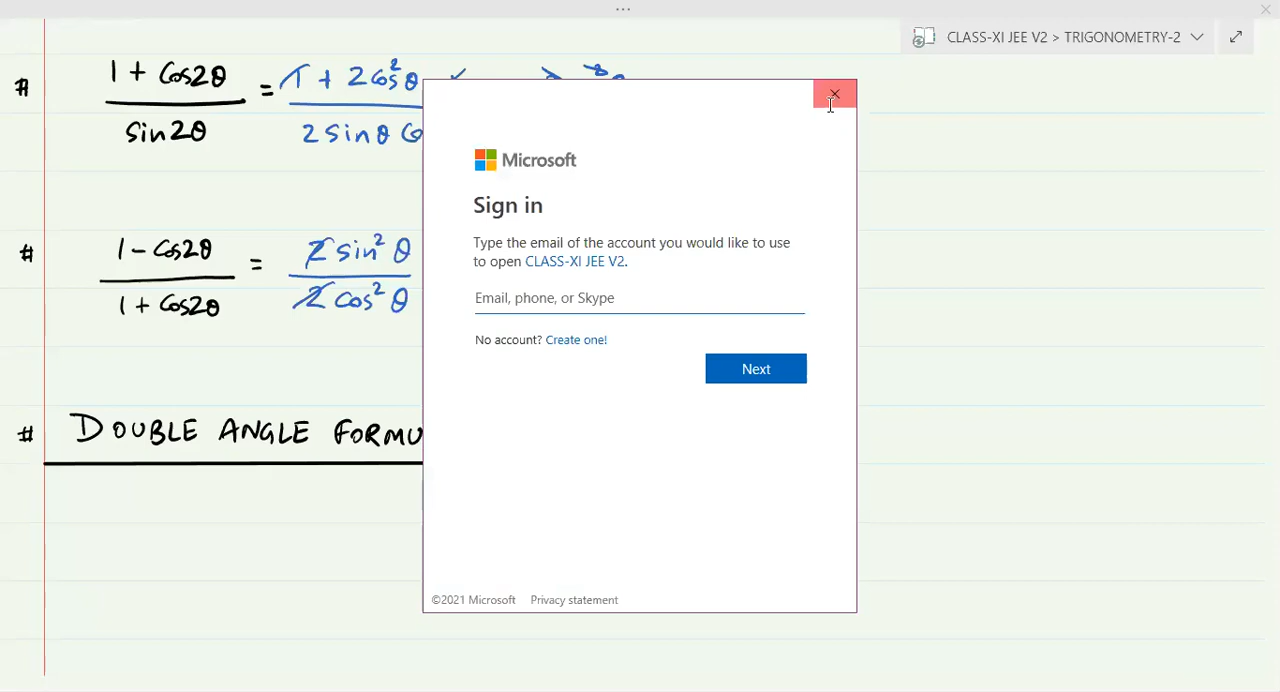 CLASS-XI JEE V2 > TRIGONOMETRY-2
# 1 + Cos2θ / sin2θ = 1 + 2cos²θ / 2 sinθ
Microsoft
Sign in
Type the email of the account you would like to use
to open CLASS-XI JEE V2.
Email, phone, or Skype
No account? Create one!
Next
# 1 - Cos2θ / 1 + Cos2θ = 2 sin²θ / 2 cos²θ
# DOUBLE ANGLE FORMU
©2021 Microsoft Privacy statement